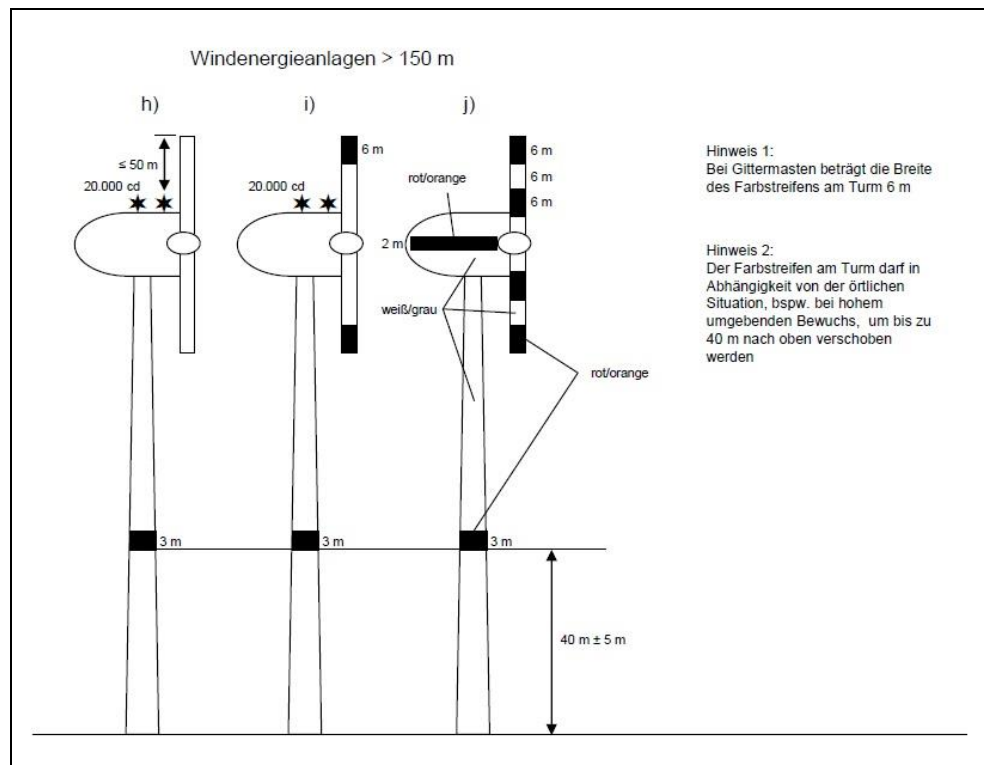 Windenergieanlagen > 150 m
h)
i)
j)
≤ 50 m
20.000 cd
20.000 cd
6 m
rot/orange
6 m
6 m
6 m
2 m
weiß/grau
rot/orange
3 m
3 m
3 m
40 m ± 5 m
Hinweis 1:
Bei Gittermasten beträgt die Breite
des Farbstreifens am Turm 6 m
Hinweis 2:
Der Farbstreifen am Turm darf in
Abhängigkeit von der örtlichen
Situation, bspw. bei hohem
umgebenden Bewuchs, um bis zu
40 m nach oben verschoben
werden